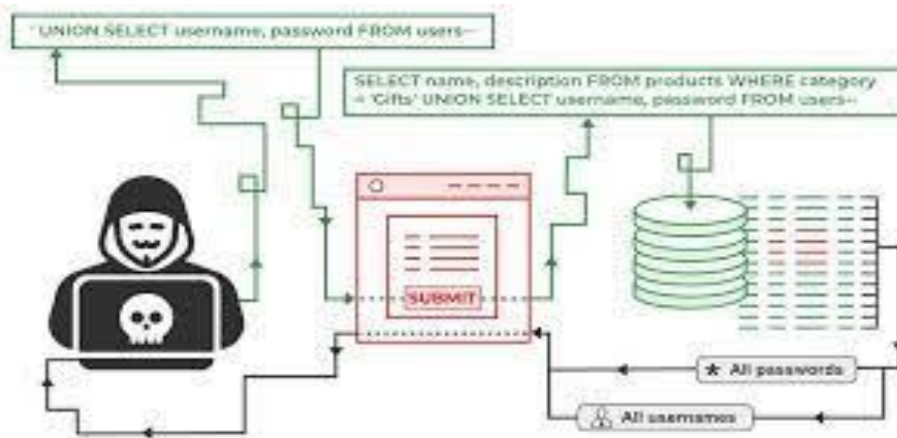 ' UNION SELECT username, password FROM users--
SELECT name, description FROM products WHERE category
= 'Gifts' UNION SELECT username, password FROM users--
SUBMIT
* All passwords
All usernames